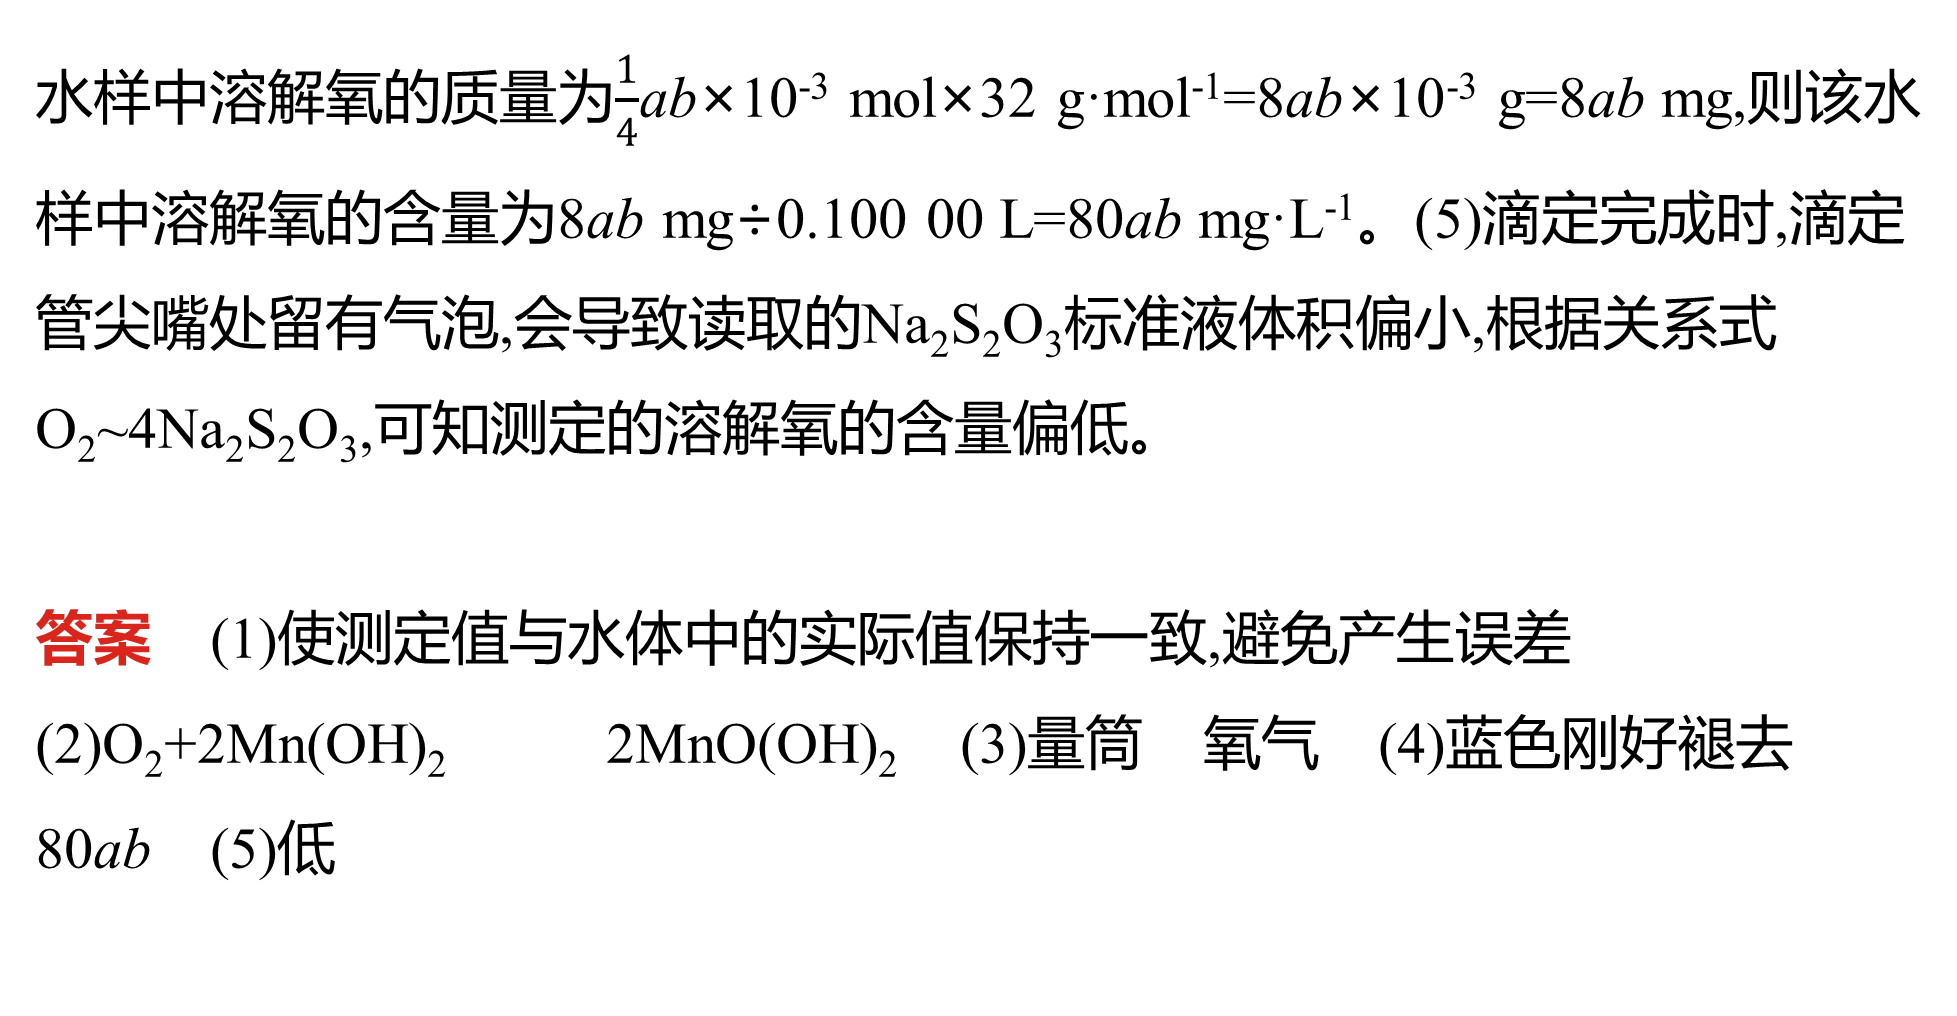 水样中溶解氧的质量为$\frac{1}{4}$ab×10⁻³ mol×32 g·mol⁻¹=8ab×10⁻³ g=8ab mg,则该水
样中溶解氧的含量为8ab mg÷0.100 00 L=80ab mg·L⁻¹。(5)滴定完成时,滴定
管尖嘴处留有气泡,会导致读取的Na₂S₂O₃标准液体积偏小,根据关系式
O₂~4Na₂S₂O₃,可知测定的溶解氧的含量偏低。
答案 (1)使测定值与水体中的实际值保持一致,避免产生误差
(2)O₂+2Mn(OH)₂ 2MnO(OH)₂ (3)量筒 氧气 (4)蓝色刚好褪去
80ab (5)低